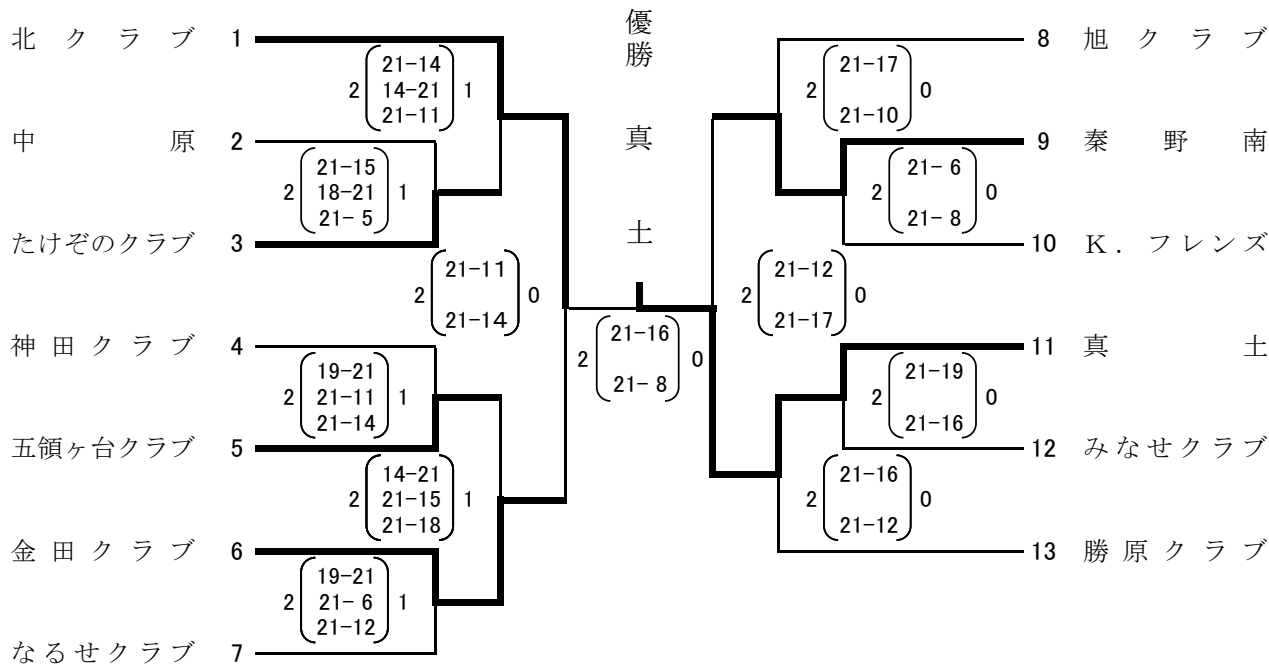 優勝 真土
北クラブ 1
21-14
2 14-21 1
21-11
中原 2
21-15
2 18-21 1
21- 5
たけぞのクラブ 3
21-11
2 0
21-14
神田クラブ 4
19-21
2 21-11 1
21-14
五領ヶ台クラブ 5
14-21
2 21-15 1
21-18
金田クラブ 6
19-21
2 21- 6 1
21-12
なるせクラブ 7
21-16
2 0
21- 8
8 旭クラブ
21-17
2 0
21-10
9 秦野南
21- 6
2 0
21- 8
10 K.フレンズ
21-12
2 0
21-17
11 真土
21-19
2 0
21-16
12 みなせクラブ
21-16
2 0
21-12
13 勝原クラブ